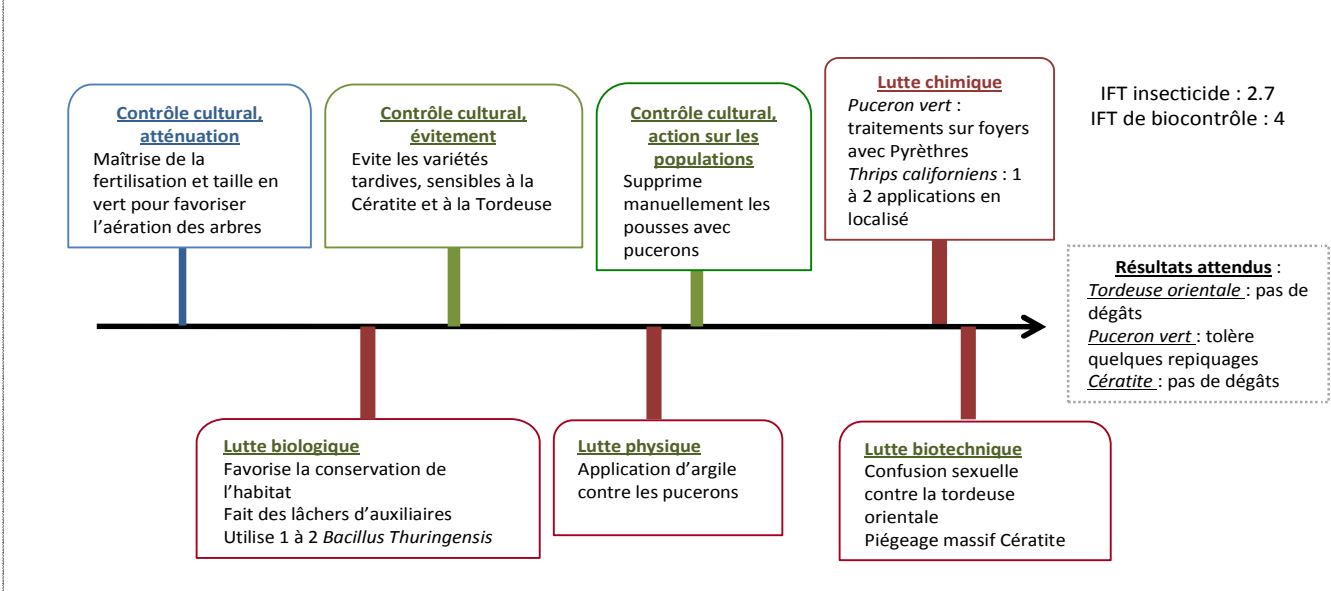 Contrôle cultural,
atténuation
Maîtrise de la
fertilisation et taille en
vert pour favoriser
l'aération des arbres
Contrôle cultural,
évitement
Evite les variétés
tardives, sensibles à la
Cératite et à la Tordeuse
Contrôle cultural,
action sur les
populations
Supprime
manuellement les
pousses avec
pucerons
Lutte chimique
Puceron vert :
traitements sur foyers
avec Pyrèthres
Thrips californiens : 1
à 2 applications en
localisé
IFT insecticide : 2.7
IFT de biocontrôle : 4
Résultats attendus :
Tordeuse orientale : pas de
dégâts
Puceron vert : tolère
quelques repiquages
Cératite : pas de dégâts
Lutte biologique
Favorise la conservation de
l'habitat
Fait des lâchers d'auxiliaires
Utilise 1 à 2 Bacillus Thuringensis
Lutte physique
Application d'argile
contre les pucerons
Lutte biotechnique
Confusion sexuelle
contre la tordeuse
orientale
Piégeage massif Cératite